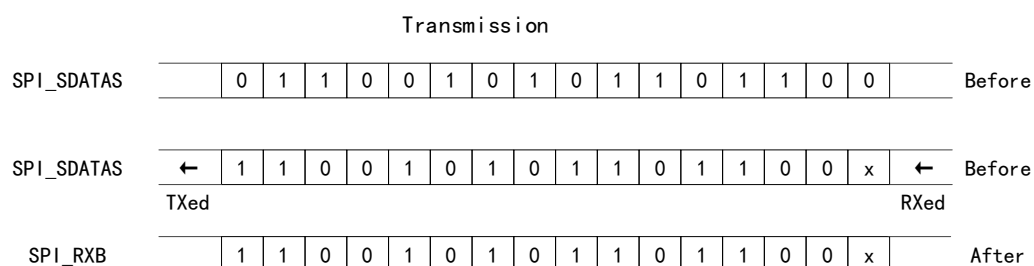 Transmission
SPI_SDATAS 0 1 1 0 0 1 0 1 0 1 1 0 1 1 0 0 Before
SPI_SDATAS ← 1 1 0 0 1 0 1 0 1 1 0 1 1 0 0 x ← Before
TXed RXed
SPI_RXB 1 1 0 0 1 0 1 0 1 1 0 1 1 0 0 x After